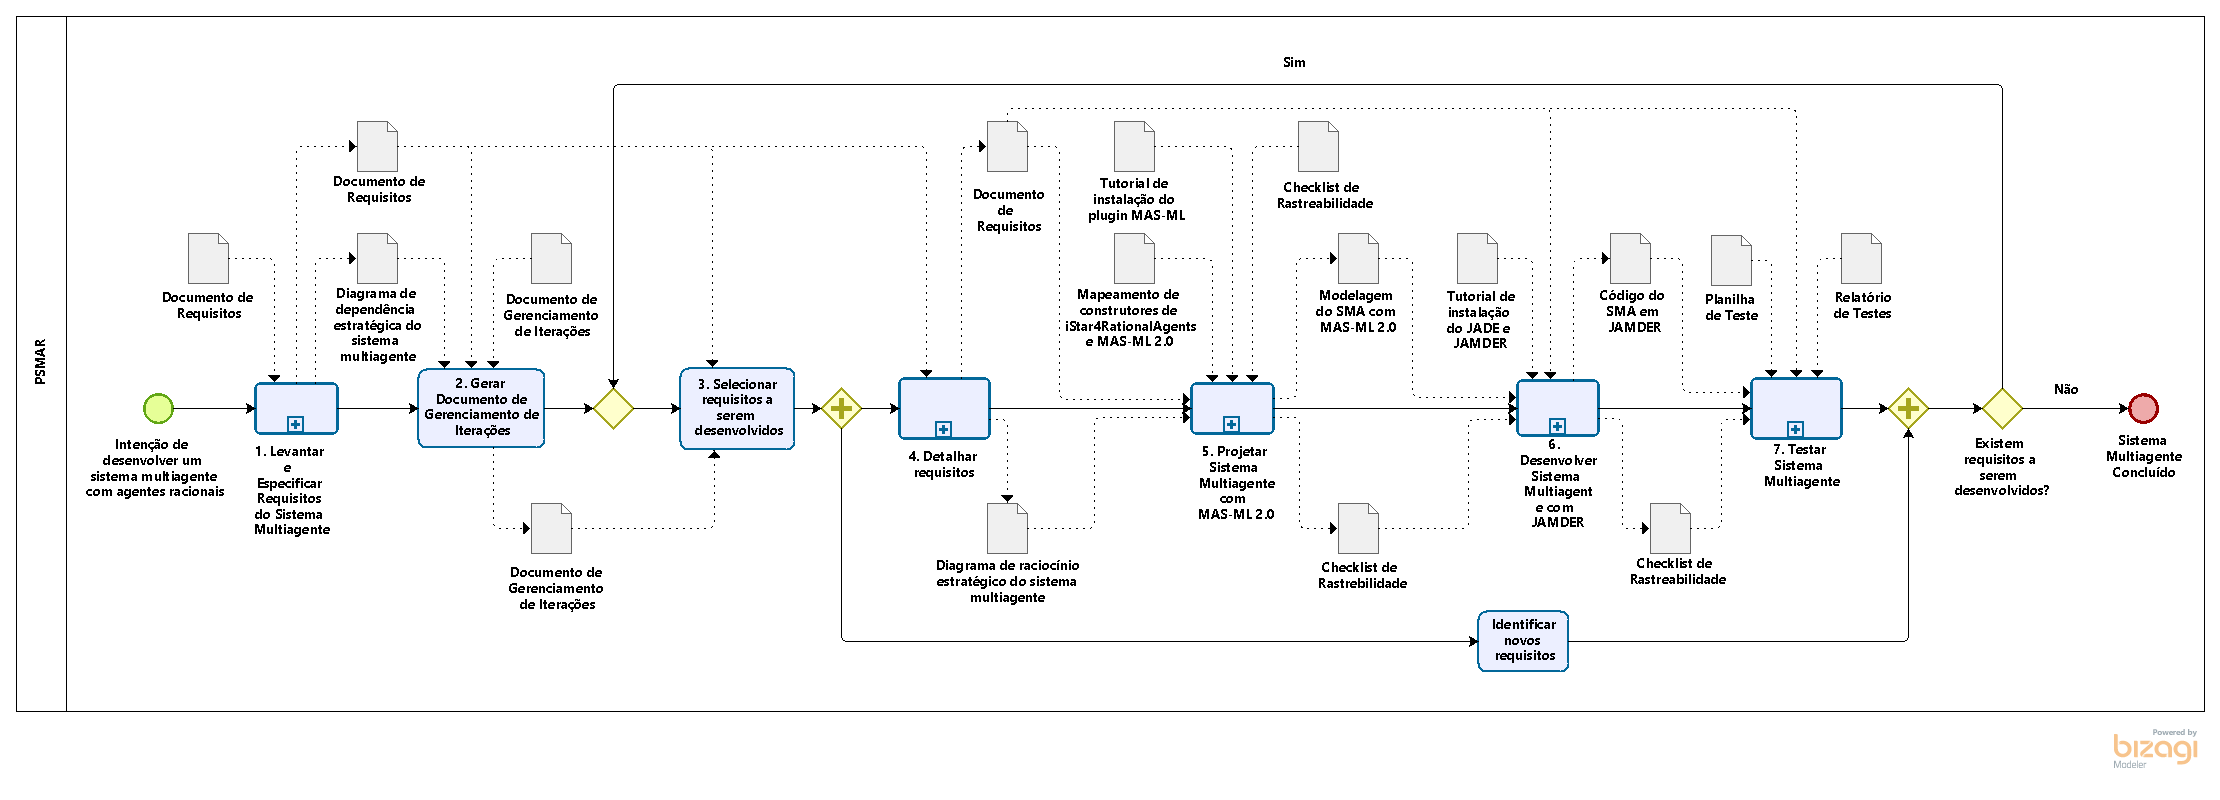 Sim
PSMAR
Documento de
Requisitos
Documento
de
Requisitos
Tutorial de
instalação do
plugin MAS-ML
Checklist de
Rastreabilidade
Documento de
Requisitos
Diagrama de
dependência
estratégica do
sistema
multiagente
Documento de
Gerenciamento
de Iterações
Mapeamento de
construtores de
iStar4RationalAgents
e MAS-ML 2.0
Modelagem
do SMA com
MAS-ML 2.0
Tutorial de
instalação
do JADE e
JAMDER
Código do
SMA em
JAMDER
Planilha
de Teste
Relatório
de Testes
Intenção de
desenvolver um
sistema multiagente
com agentes racionais
1. Levantar
e
Especificar
Requisitos
do Sistema
Multiagente
2. Gerar
Documento de
Gerenciamento de
Iterações
3. Selecionar
requisitos a
serem
desenvolvidos
4. Detalhar
requisitos
5. Projetar
Sistema
Multiagente
com
MAS-ML 2.0
6.
Desenvolver
Sistema
Multiagent
e com
JAMDER
7. Testar
Sistema
Multiagente
Existem
requisitos a
serem
desenvolvidos?
Não
Sistema
Multiagente
Concluído
Documento de
Gerenciamento
de Iterações
Diagrama de raciocínio
estratégico do sistema
multiagente
Checklist de
Rastrebilidade
Checklist de
Rastreabilidade
Identificar
novos
requisitos
Powered by
bizagi
Modeler